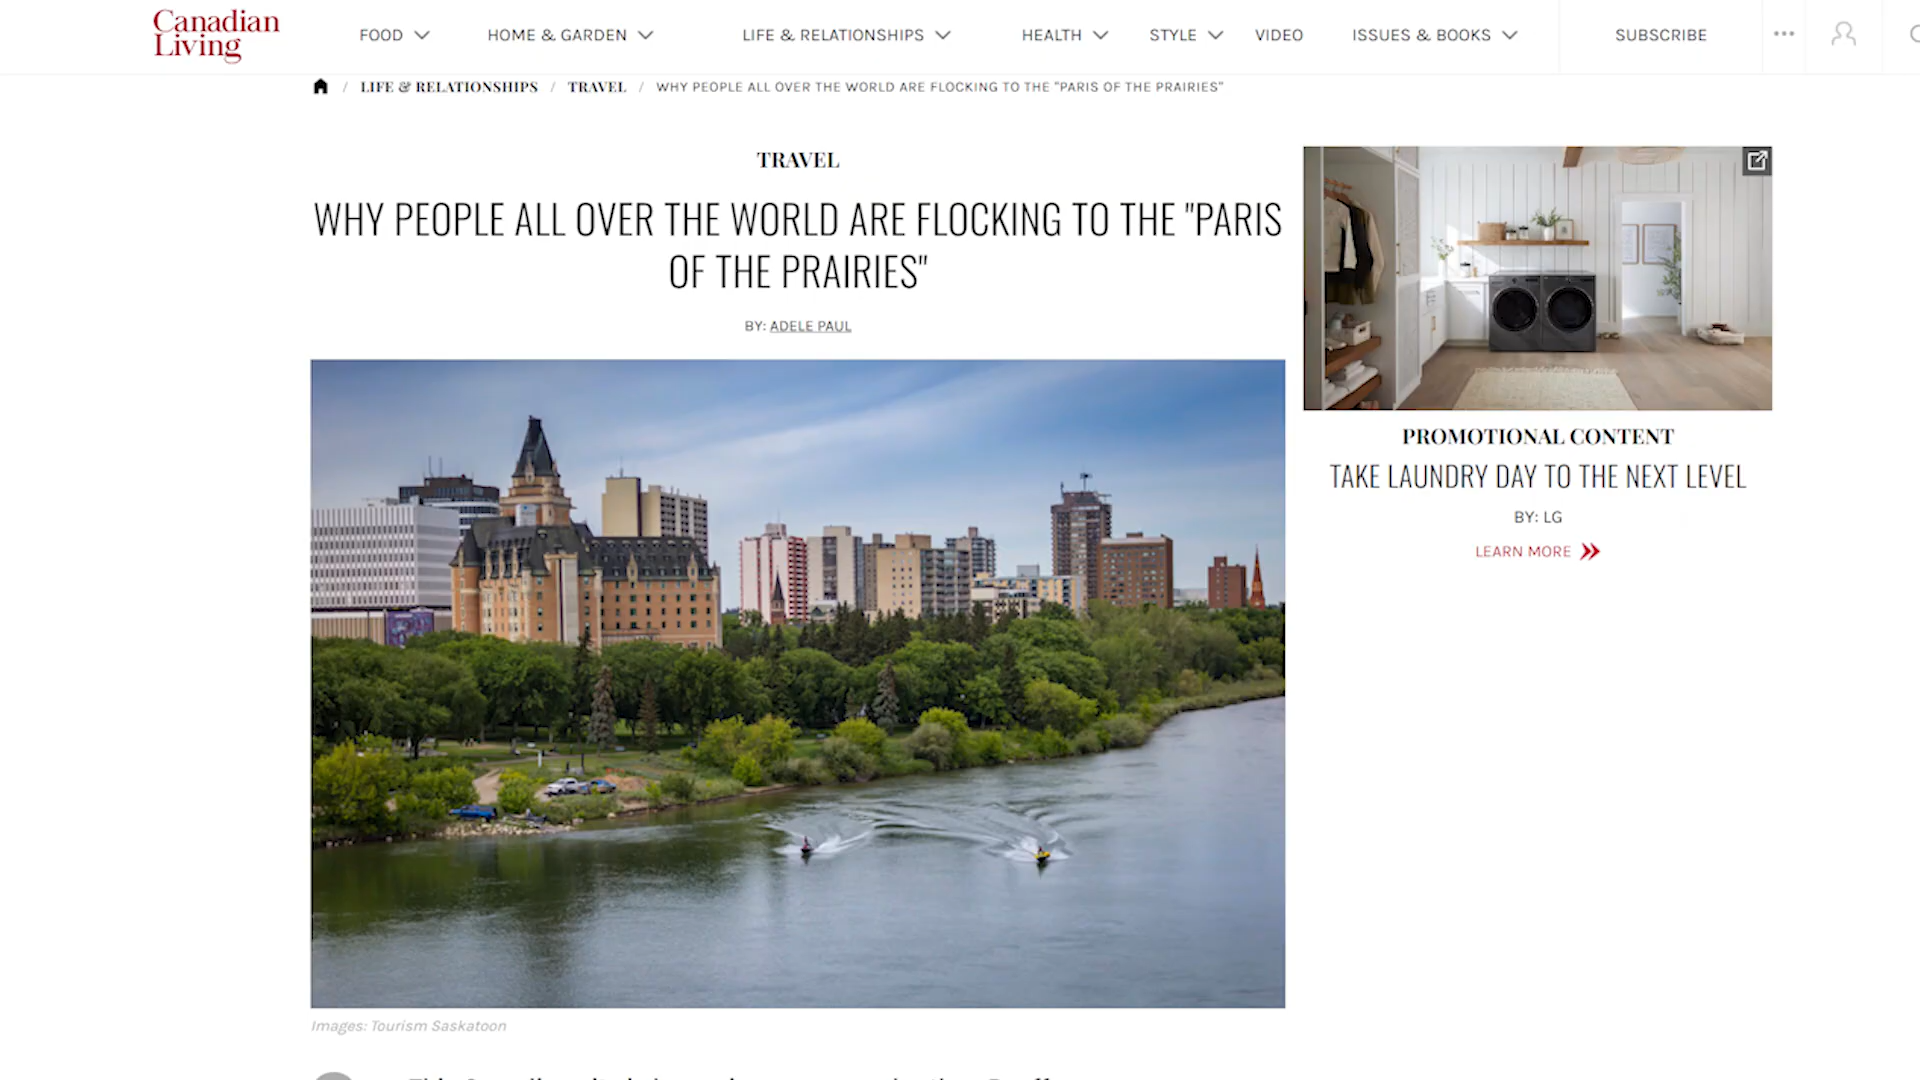 Canadian
Living
FOOD
HOME & GARDEN
LIFE & RELATIONSHIPS
HEALTH
STYLE
VIDEO
ISSUES & BOOKS
SUBSCRIBE
/ LIFE & RELATIONSHIPS / TRAVEL / WHY PEOPLE ALL OVER THE WORLD ARE FLOCKING TO THE "PARIS OF THE PRAIRIES"
TRAVEL
WHY PEOPLE ALL OVER THE WORLD ARE FLOCKING TO THE "PARIS
OF THE PRAIRIES"
BY: ADELE PAUL
Images: Tourism Saskatoon
PROMOTIONAL CONTENT
TAKE LAUNDRY DAY TO THE NEXT LEVEL
BY: LG
LEARN MORE